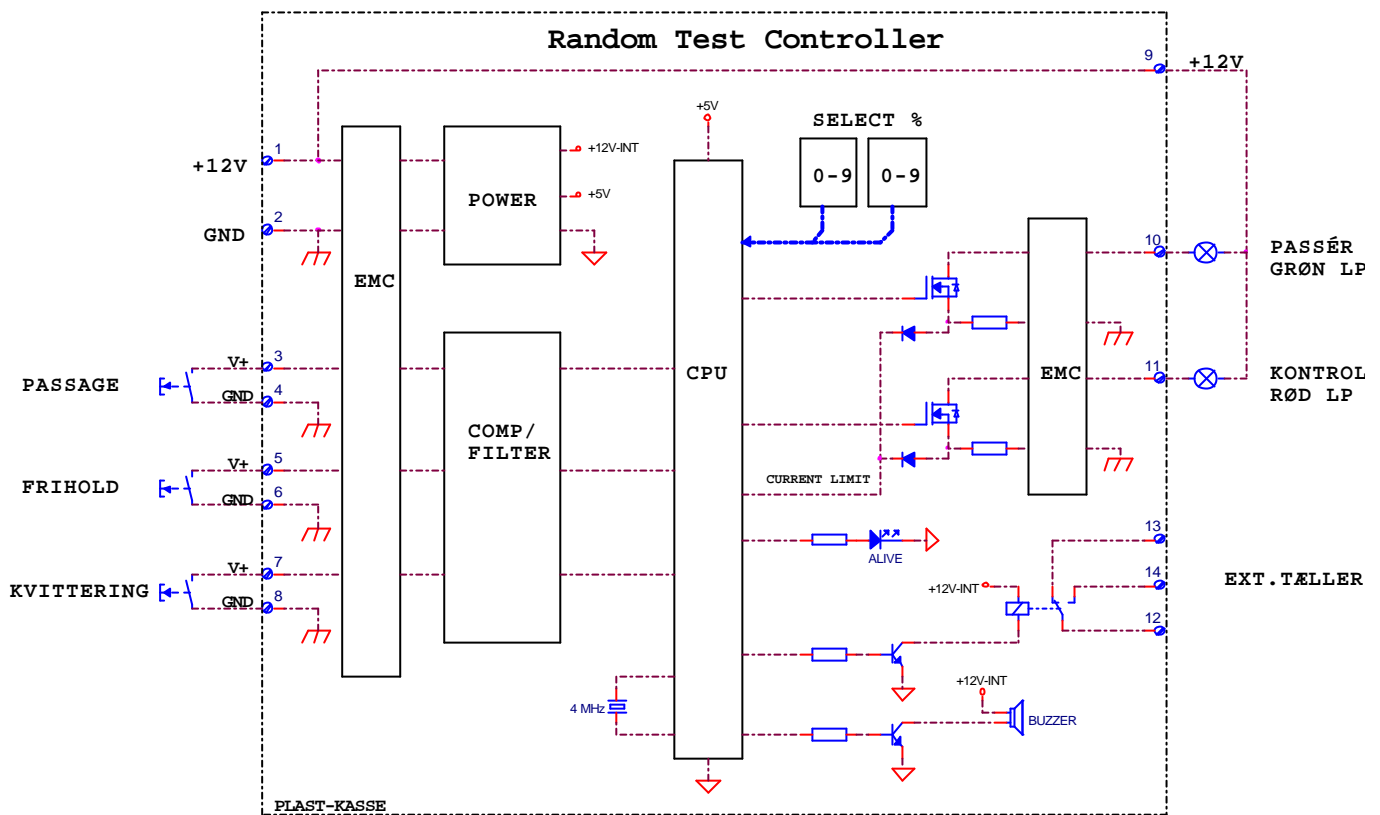 Random Test Controller
9
+12V
+5V
SELECT %
1
+12V
+12V-INT
0-9
0-9
POWER
+5V
2
GND
10
PASSÉR
GRØN LP
EMC
3
V+
PASSAGE
4
GND
CPU
EMC
11
KONTROL
RØD LP
COMP/
FILTER
5
V+
FRIHOLD
6
GND
CURRENT LIMIT
13
ALIVE
7
V+
KVITTERING
8
GND
+12V-INT
14
EXT.TÆLLER
12
+12V-INT
4 MHz
BUZZER
PLAST-KASSE